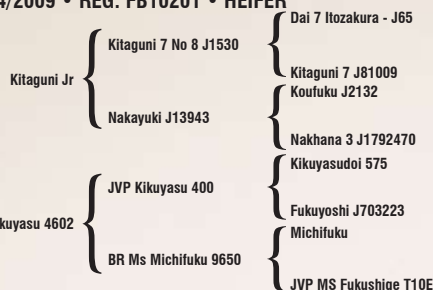 4/2009 • REG. FB10201 • HEIFER
Dai 7 Itozakura - J65
Kitaguni 7 No 8 J1530
Kitaguni 7 J81009
Kitaguni Jr
Koufuku J2132
Nakayuki J13943
Nakhana 3 J1792470
Kikuyasudoi 575
JVP Kikuyasu 400
Fukuyoshi J703223
kuyasu 4602
Michifuku
BR Ms Michifuku 9650
JVP MS Fukushige T10E